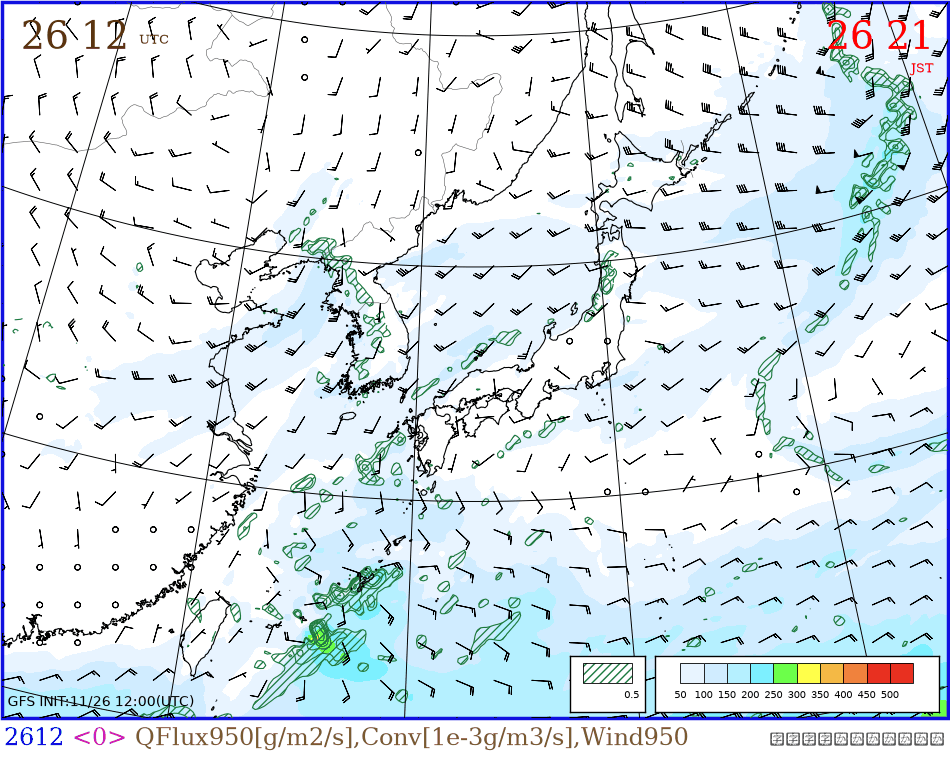 26 12 UTC
26 21
JST
0.5
50 100 150 200 250 300 350 400 450 500
GFS INIT:11/26 12:00(UTC)
2612 <0> QFlux950[g/m2/s],Conv[1e-3g/m3/s],Wind950